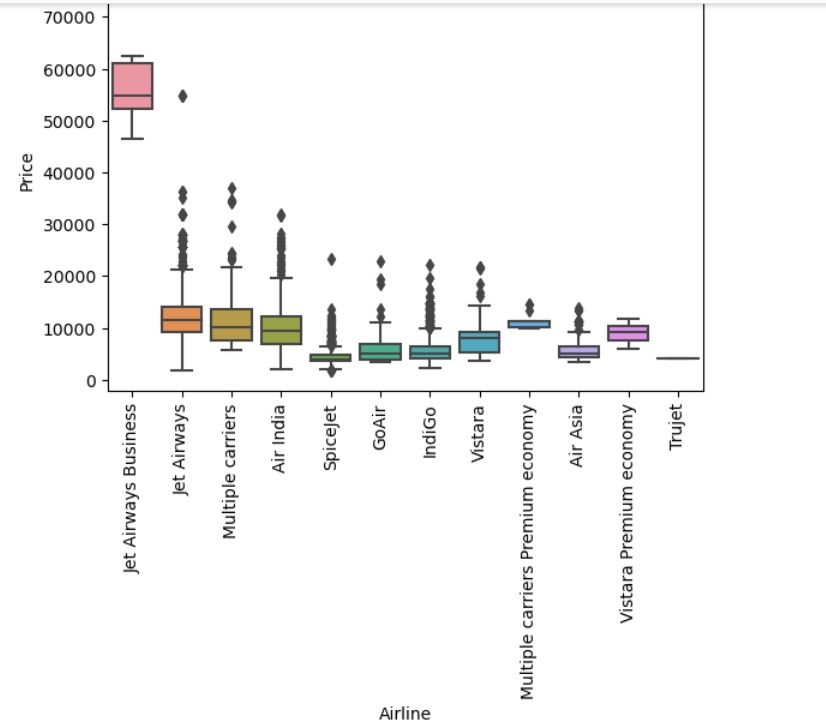 70000
60000
50000
40000
30000
20000
10000
0
Price
Jet Airways Business
Jet Airways
Multiple carriers
Air India
SpiceJet
GoAir
IndiGo
Vistara
Multiple carriers Premium economy
Air Asia
Vistara Premium economy
Trujet
Airline